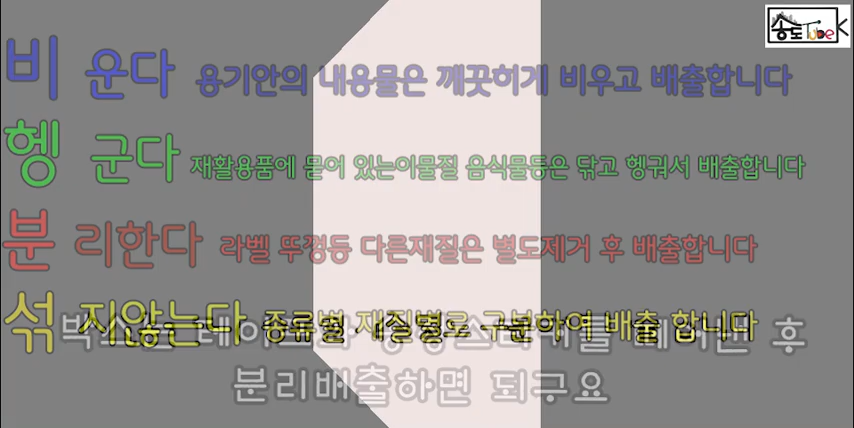 송도TubeK
비 운다 용기안의 내용물은 깨끗히게 비우고 배출합니다
헹 군다 재활용품에 묻어 있는이물질 음식물등은 닦고 헹궈서 배출합니다
분 리한다 라벨 뚜껑등 다른재질은 별도제거 후 배출합니다
섞 지않는다 종류별 재질별로 구분하여 배출 합니다
후
분리배출하면 되구요